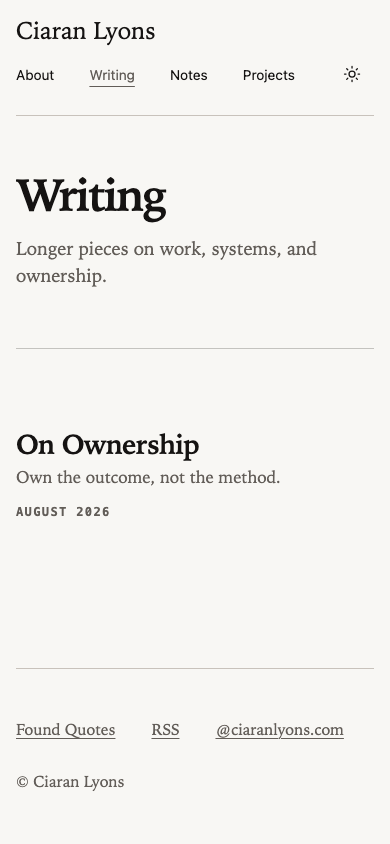 Ciaran Lyons
About Writing Notes Projects
Writing
Longer pieces on work, systems, and
ownership.
On Ownership
Own the outcome, not the method.
AUGUST 2026
Found Quotes RSS @ciaranlyons.com
© Ciaran Lyons